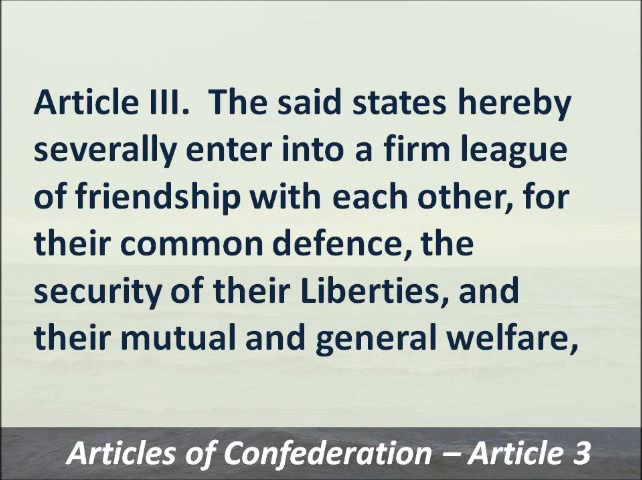 Article III.  The said states hereby
severally enter into a firm league
of friendship with each other, for
their common defence, the
security of their Liberties, and
their mutual and general welfare,
Articles of Confederation – Article 3